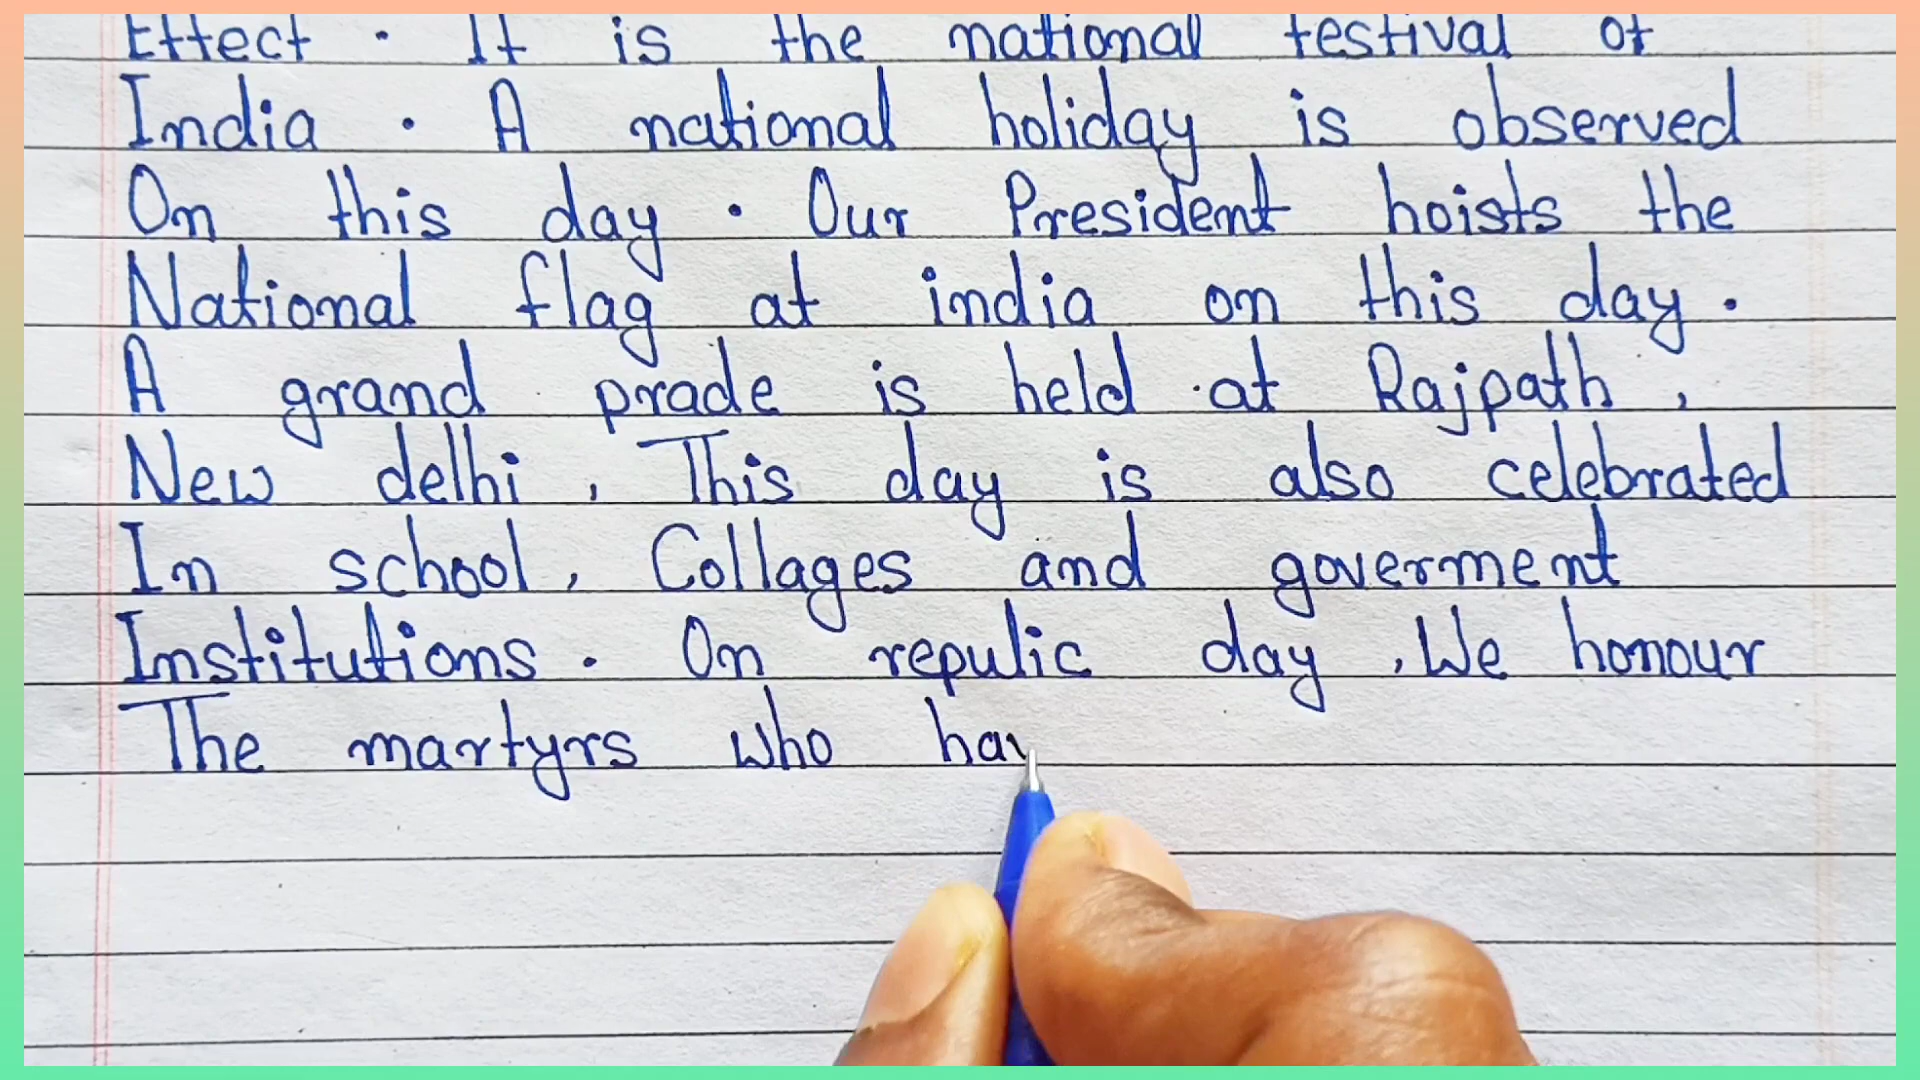 Effect. It is the national festival of
India. A national holiday is observed
On this day. Our President hoists the
National flag at india on this day.
A grand prade is held at Rajpath,
New delhi, This day is also celebrated
In school, Collages and goverment
Institutions. On repulic day, We honour
The martyrs who hav